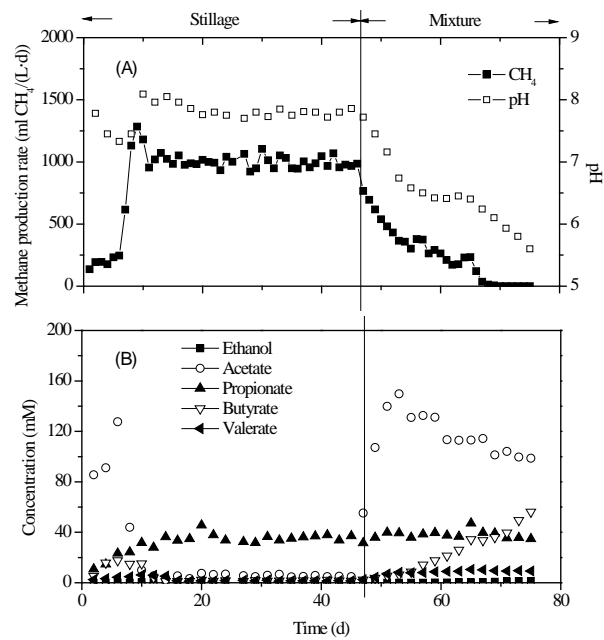 Stillage Mixture
2000 9
(A)
CH4
pH
1500 8
1000 7
500 6
0 5
Methane production rate (ml CH4/(L·d)
pH
200
(B)
Ethanol
Acetate
Propionate
Butyrate
Valerate
160
120
80
40
0
Concentration (mM)
0 20 40 60 80
Time (d)